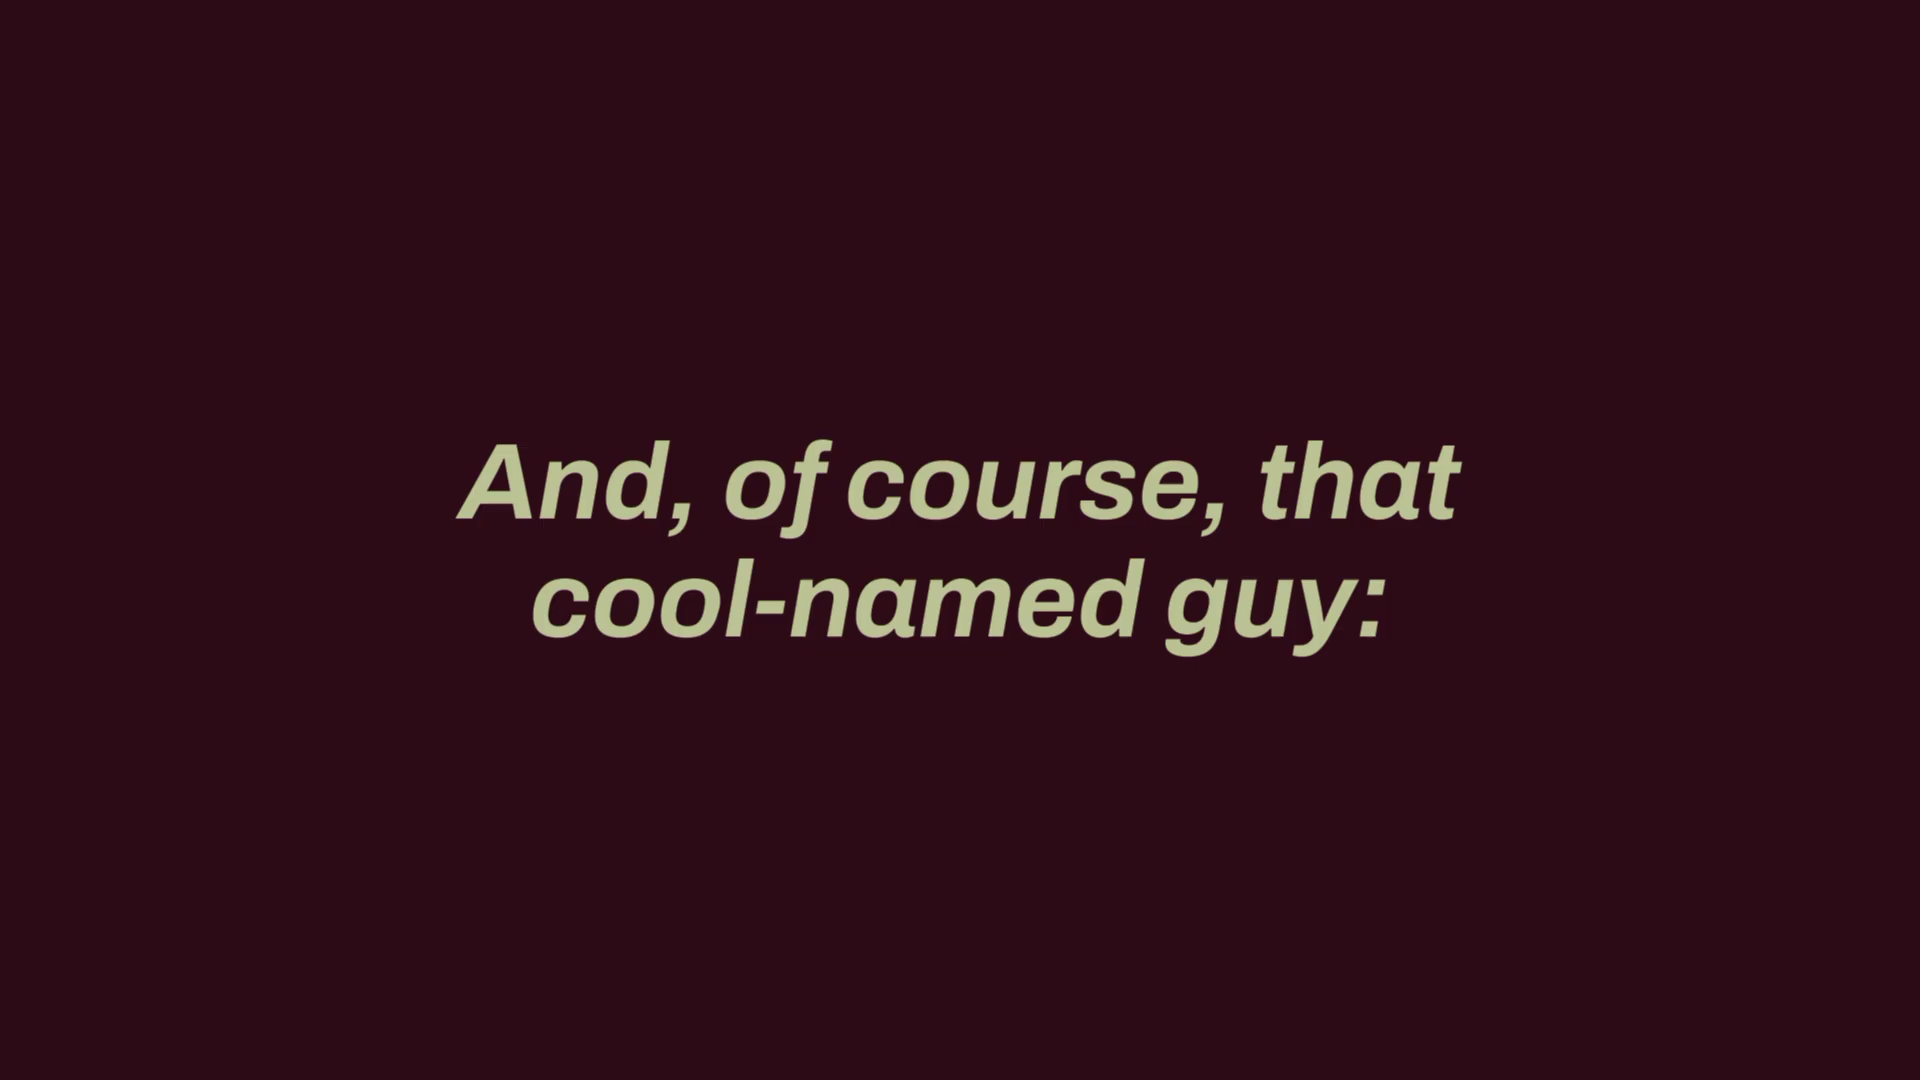 And, of course, that
cool-named guy: